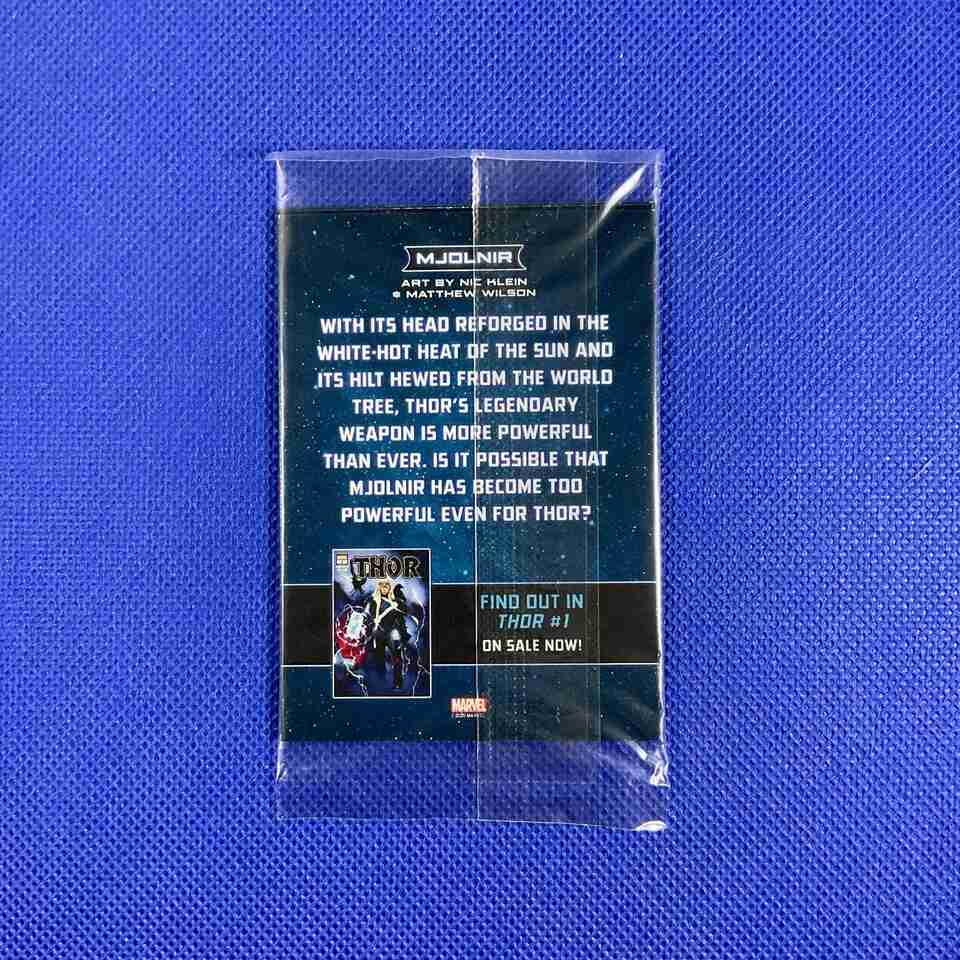 MJOLNIR
ART BY NIC KLEIN
& MATTHEW WILSON
WITH ITS HEAD REFORGED IN THE
WHITE-HOT HEAT OF THE SUN AND
ITS HILT HEWED FROM THE WORLD
TREE, THOR'S LEGENDARY
WEAPON IS MORE POWERFUL
THAN EVER. IS IT POSSIBLE THAT
MJOLNIR HAS BECOME TOO
POWERFUL EVEN FOR THOR?
THOR
FIND OUT IN
THOR #1
ON SALE NOW!
MARVEL